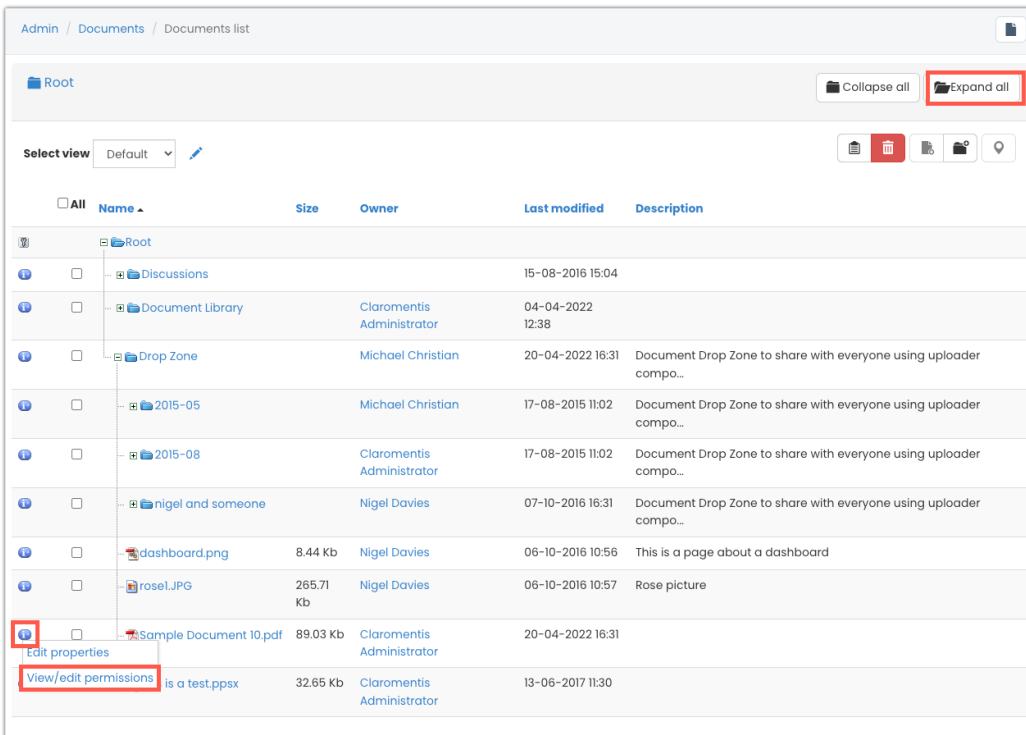 Admin / Documents / Documents list
Root
Collapse all
Expand all
Select view
Default
All
Name
Size
Owner
Last modified
Description
Root
Discussions
15-08-2016 15:04
Document Library
Claromentis
Administrator
04-04-2022
12:38
Drop Zone
Michael Christian
20-04-2022 16:31
Document Drop Zone to share with everyone using uploader
compo...
2015-05
Michael Christian
17-08-2015 11:02
Document Drop Zone to share with everyone using uploader
compo...
2015-08
Claromentis
Administrator
17-08-2015 11:02
Document Drop Zone to share with everyone using uploader
compo...
nigel and someone
Nigel Davies
07-10-2016 16:31
Document Drop Zone to share with everyone using uploader
compo...
dashboard.png
8.44 Kb
Nigel Davies
06-10-2016 10:56
This is a page about a dashboard
rose1.JPG
265.71
Kb
Nigel Davies
06-10-2016 10:57
Rose picture
Sample Document 10.pdf
89.03 Kb
Claromentis
Administrator
20-04-2022 16:31
Edit properties
View/edit permissions
is a test.ppsx
32.65 Kb
Claromentis
Administrator
13-06-2017 11:30